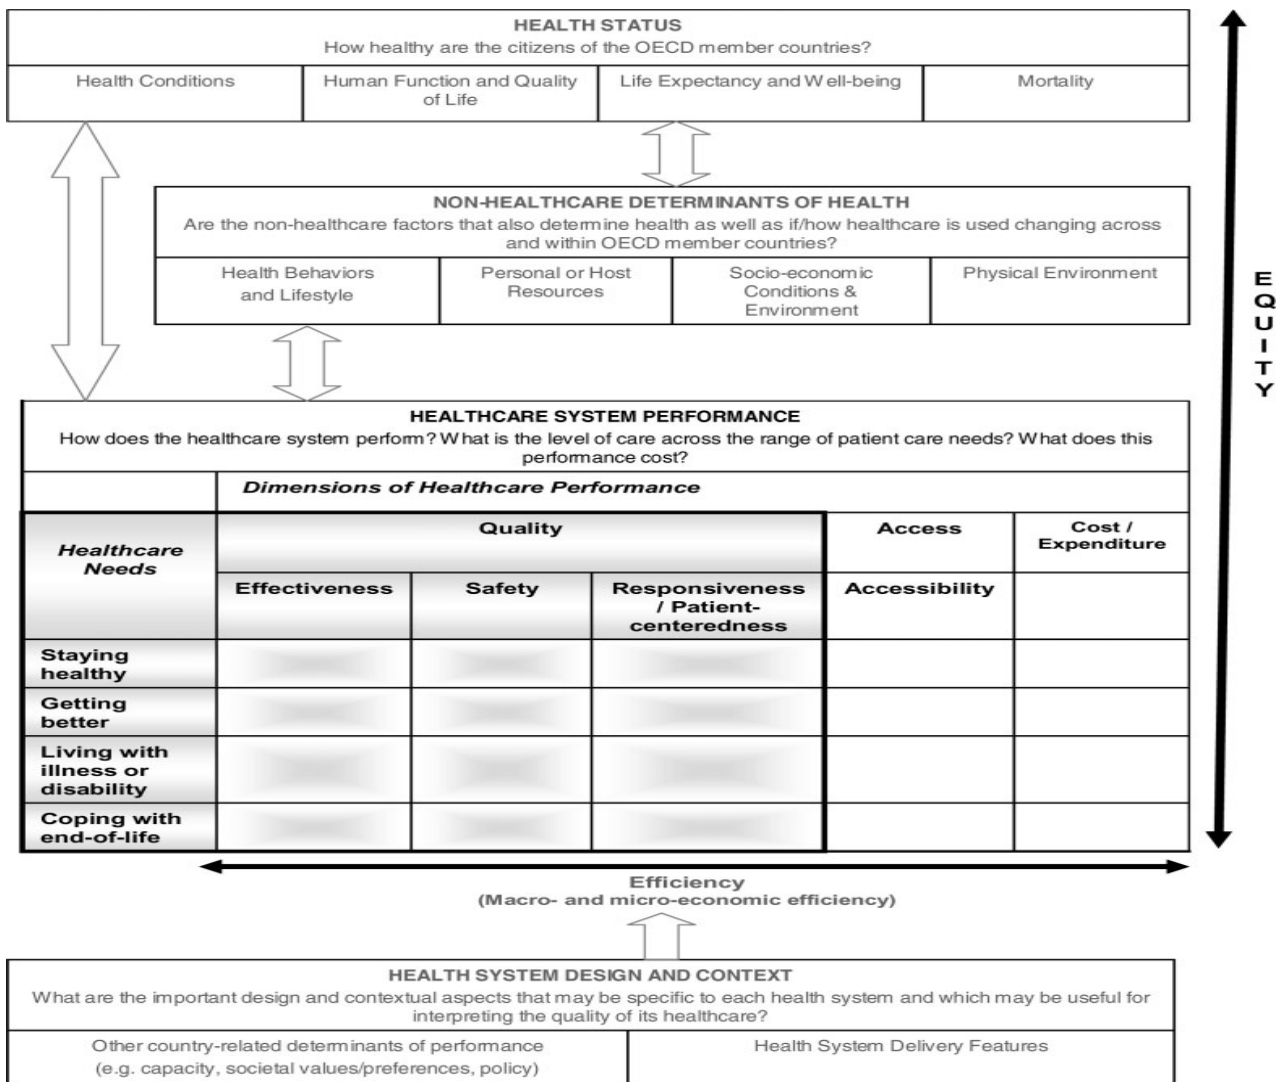 HEALTH STATUS
How healthy are the citizens of the OECD member countries?
Health Conditions
Human Function and Quality
of Life
Life Expectancy and Well-being
Mortality
NON-HEALTHCARE DETERMINANTS OF HEALTH
Are the non-healthcare factors that also determine health as well as if/how healthcare is used changing across
and within OECD member countries?
Health Behaviors
and Lifestyle
Personal or Host
Resources
Socio-economic
Conditions &
Environment
Physical Environment
EQUITY
HEALTHCARE SYSTEM PERFORMANCE
How does the healthcare system perform? What is the level of care across the range of patient care needs? What does this
performance cost?
Dimensions of Healthcare Performance
Healthcare
Needs
Quality
Access
Cost /
Expenditure
Effectiveness
Safety
Responsiveness
/ Patient-
centeredness
Accessibility
Staying
healthy
Getting
better
Living with
illness or
disability
Coping with
end-of-life
Efficiency
(Macro- and micro-economic efficiency)
HEALTH SYSTEM DESIGN AND CONTEXT
What are the important design and contextual aspects that may be specific to each health system and which may be useful for
interpreting the quality of its healthcare?
Other country-related determinants of performance
(e.g. capacity, societal values/preferences, policy)
Health System Delivery Features